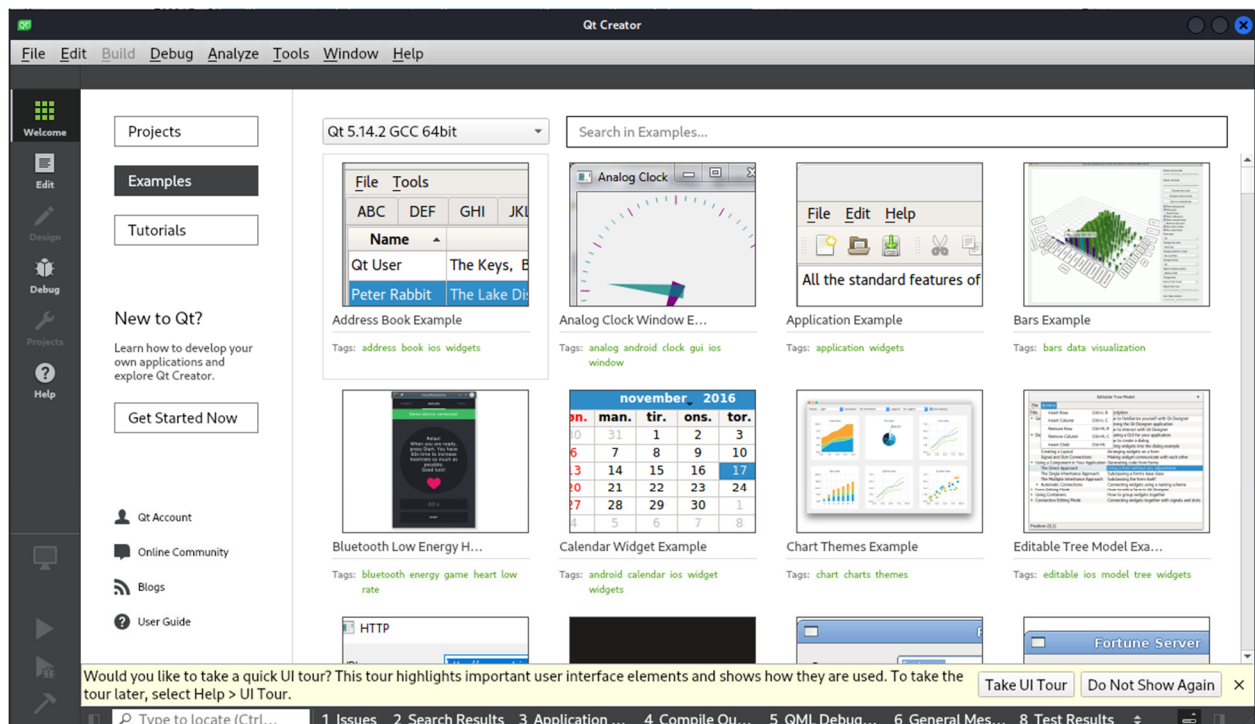 Qt Creator
File Edit Build Debug Analyze Tools Window Help
Welcome
Edit
Design
Debug
Projects
Help
Projects
Examples
Tutorials
New to Qt?
Learn how to develop your
own applications and
explore Qt Creator.
Get Started Now
Qt Account
Online Community
Blogs
User Guide
Qt 5.14.2 GCC 64bit
Search in Examples...
File Tools
ABC DEF GHI JKL
Name
Qt User The Keys, B
Peter Rabbit The Lake Dis
Address Book Example
Tags: address book ios widgets
Analog Clock
Analog Clock Window E...
Tags: analog android clock gui ios
window
File Edit Help
All the standard features of
Application Example
Tags: application widgets
Bars Example
Tags: bars data visualization
Bluetooth Low Energy H...
Tags: bluetooth energy game heart low
rate
november 2016
man. tir. ons. tor.
31 1 2 3
7 8 9 10
14 15 16 17
21 22 23 24
28 29 30 1
5 6 7 8
Calendar Widget Example
Tags: android calendar ios widget
widgets
Chart Themes Example
Tags: chart charts themes
Editable Tree Model
Editable Tree Model Exa...
Tags: editable ios model tree widgets
HTTP
Fortune Server
Would you like to take a quick UI tour? This tour highlights important user interface elements and shows how they are used. To take the
tour later, select Help > UI Tour.
Take UI Tour Do Not Show Again
Type to locate (Ctrl...
1 Issues 2 Search Results 3 Application ... 4 Compile Ou... 5 QML Debug... 6 General Mes... 8 Test Results